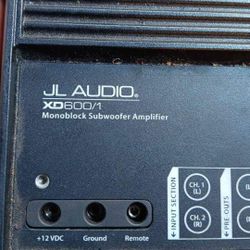 JL AUDIO®
XD600/1
Monoblock Subwoofer Amplifier
+12 VDC Ground Remote
INPUT SECTION
CH. 1
(L)
CH. 2
(R)
PRE-OUTS